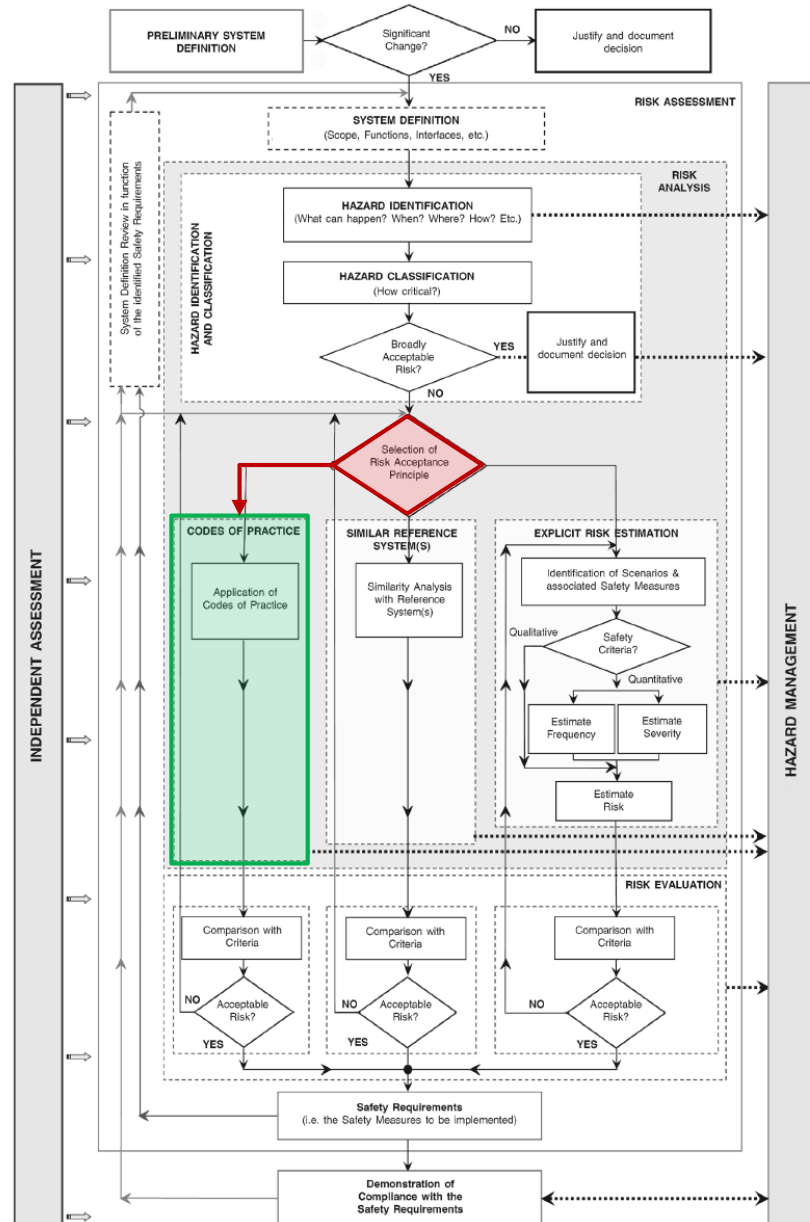 PRELIMINARY SYSTEM
DEFINITION
Significant
Change?
NO
Justify and document
decision
YES
RISK ASSESSMENT
SYSTEM DEFINITION
(Scope, Functions, Interfaces, etc.)
System Definition Review in function
of the identified Safety Requirements
RISK
ANALYSIS
HAZARD IDENTIFICATION
AND CLASSIFICATION
HAZARD IDENTIFICATION
(What can happen? When? Where? How? Etc.)
HAZARD CLASSIFICATION
(How critical?)
Broadly
Acceptable
Risk?
YES
Justify and
document decision
NO
Selection of
Risk Acceptance
Principle
INDEPENDENT ASSESSMENT
HAZARD MANAGEMENT
CODES OF PRACTICE
Application of
Codes of Practice
SIMILAR REFERENCE
SYSTEM(S)
Similarity Analysis
with Reference
System(s)
EXPLICIT RISK ESTIMATION
Identification of Scenarios &
associated Safety Measures
Qualitative
Safety
Criteria?
Quantitative
Estimate
Frequency
Estimate
Severity
Estimate
Risk
RISK EVALUATION
Comparison with
Criteria
NO
Acceptable
Risk?
YES
Comparison with
Criteria
NO
Acceptable
Risk?
YES
Comparison with
Criteria
NO
Acceptable
Risk?
YES
Safety Requirements
(i.e. the Safety Measures to be implemented)
Demonstration of
Compliance with the
Safety Requirements